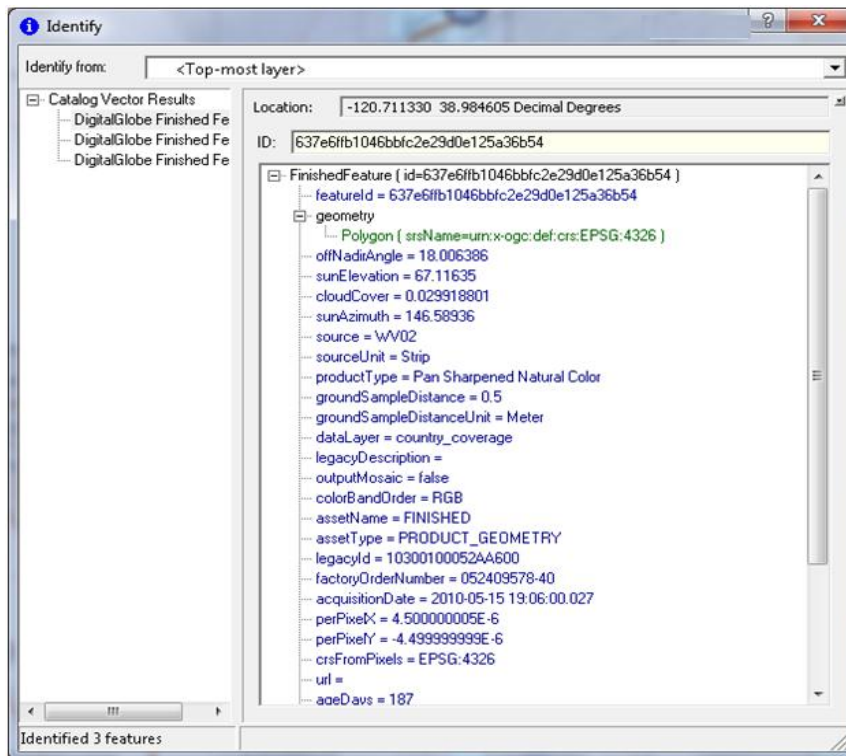 Identify
Identify from:
<Top-most layer>
Catalog Vector Results
DigitalGlobe Finished Fe
DigitalGlobe Finished Fe
DigitalGlobe Finished Fe
Location:
-120.711330 38.984605 Decimal Degrees
ID:
637e6ffb1046bbfc2e29d0e125a36b54
FinishedFeature ( id=637e6ffb1046bbfc2e29d0e125a36b54 )
featureId = 637e6ffb1046bbfc2e29d0e125a36b54
geometry
Polygon ( srsName=urn:x-ogc:def:crs:EPSG:4326 )
offNadirAngle = 18.006386
sunElevation = 67.11635
cloudCover = 0.029918801
sunAzimuth = 146.58936
source = WV02
sourceUnit = Strip
productType = Pan Sharpened Natural Color
groundSampleDistance = 0.5
groundSampleDistanceUnit = Meter
dataLayer = country_coverage
legacyDescription =
outputMosaic = false
colorBandOrder = RGB
assetName = FINISHED
assetType = PRODUCT_GEOMETRY
legacyId = 10300100052AA600
factoryOrderNumber = 052409578-40
acquisitionDate = 2010-05-15 19:06:00.027
perPixelX = 4.500000005E-6
perPixelY = -4.499999999E-6
crsFromPixels = EPSG:4326
url =
ageDays = 187
Identified 3 features